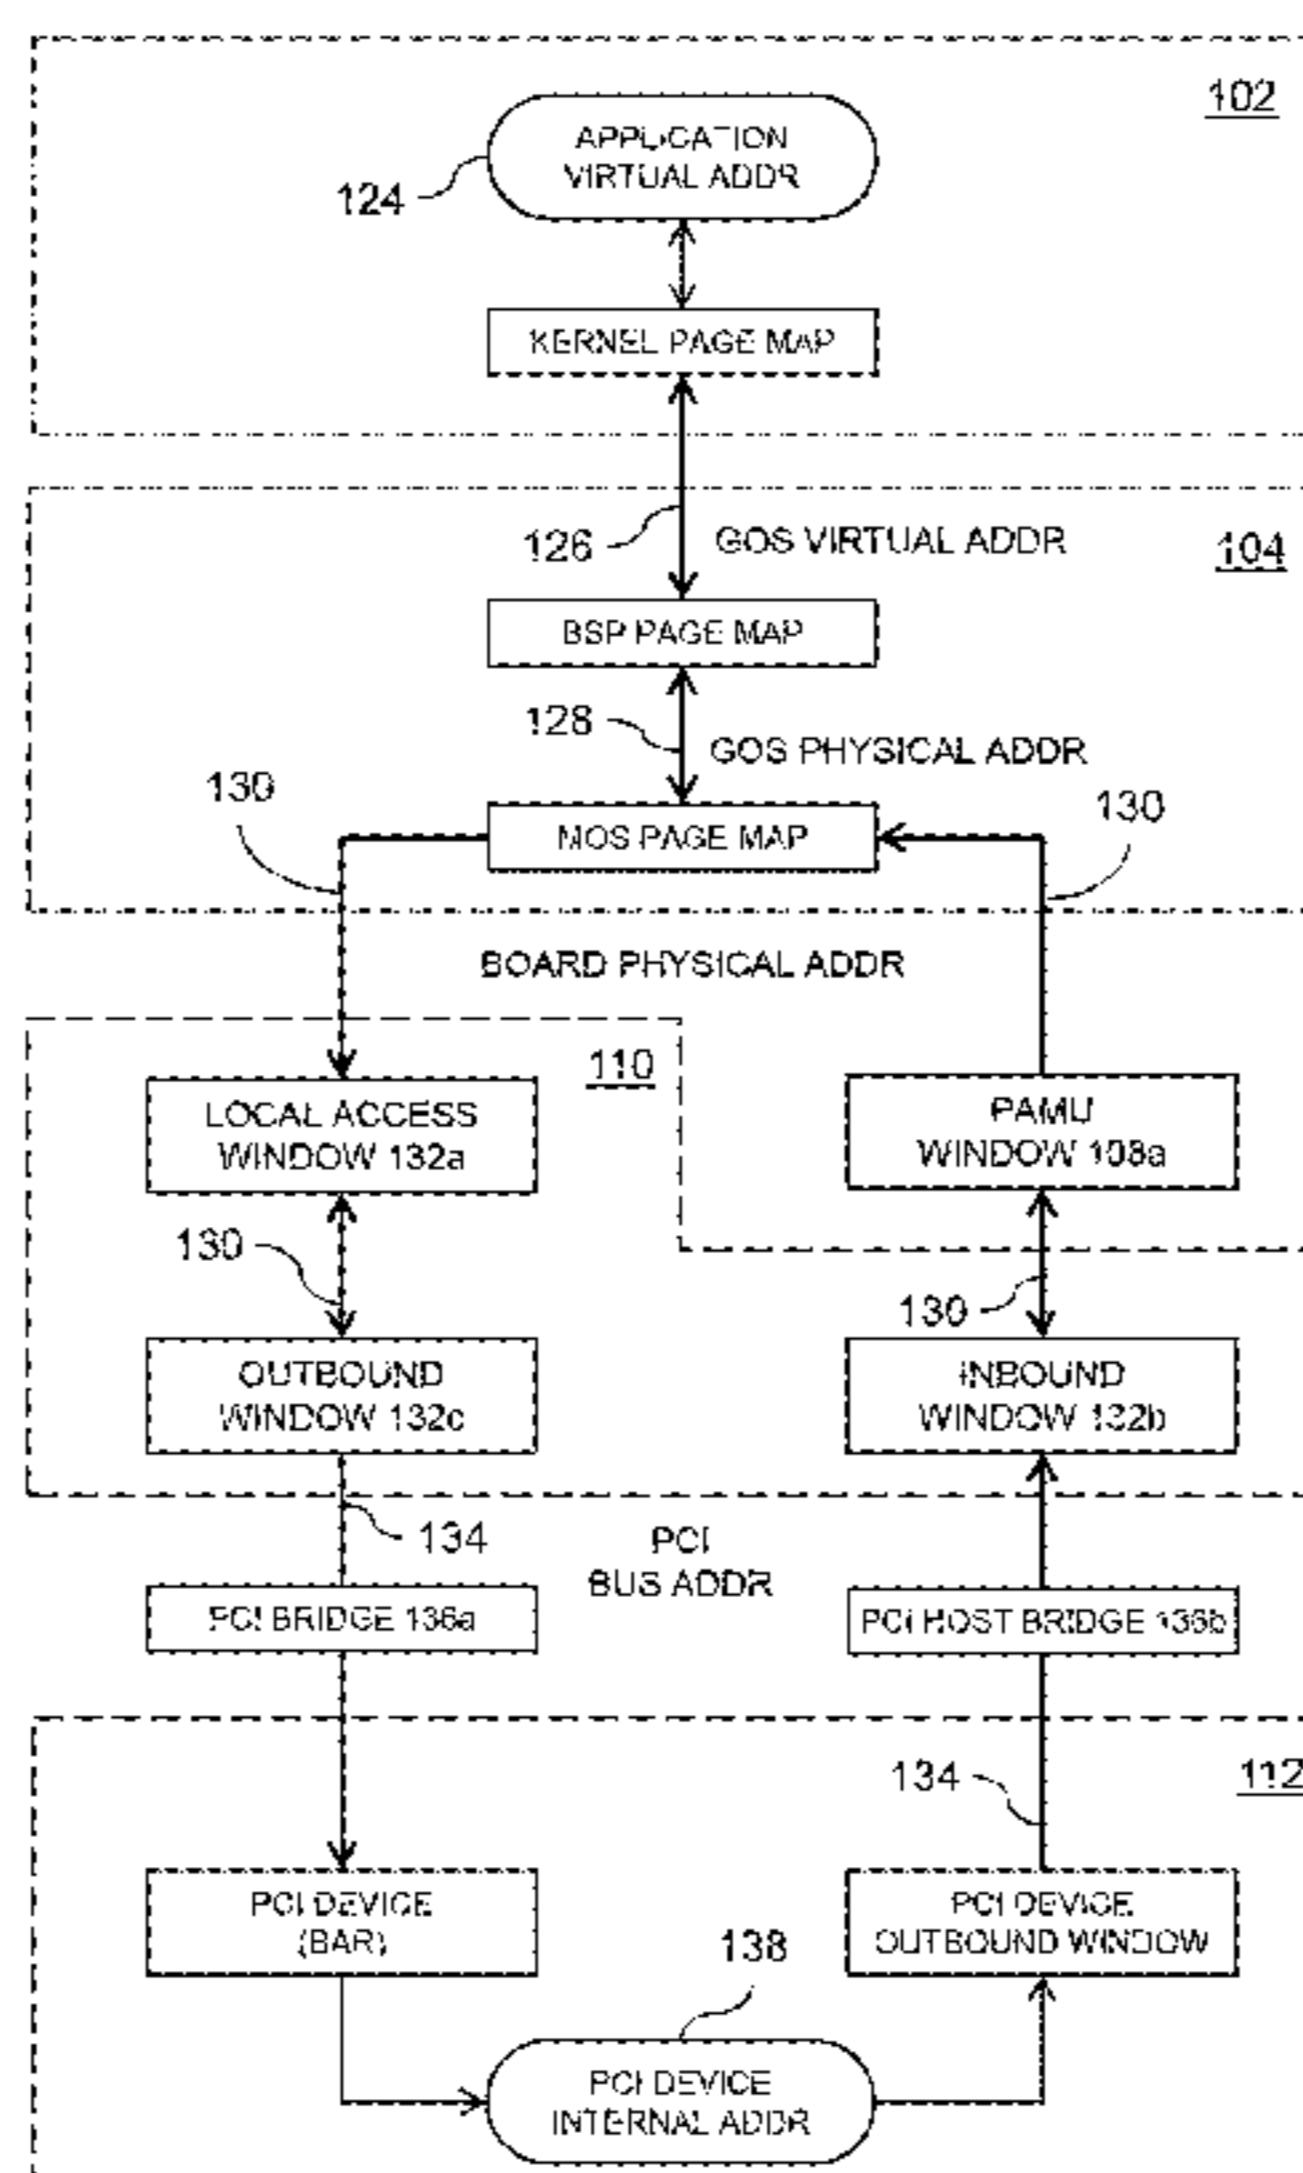 102
APPLICATION
VIRTUAL ADDR
124
KERNEL PAGE MAP
126
GOS VIRTUAL ADDR
104
BSP PAGE MAP
128
GOS PHYSICAL ADDR
130
130
MOS PAGE MAP
BOARD PHYSICAL ADDR
110
LOCAL ACCESS
WINDOW 132a
PAMU
WINDOW 108a
130
130
OUTBOUND
WINDOW 132c
INBOUND
WINDOW 132b
134
PCI
BUS ADDR
PCI BRIDGE 136a
PCI HOST BRIDGE 136b
134
112
PCI DEVICE
(BAR)
PCI DEVICE
OUTBOUND WINDOW
138
PCI DEVICE
INTERNAL ADDR